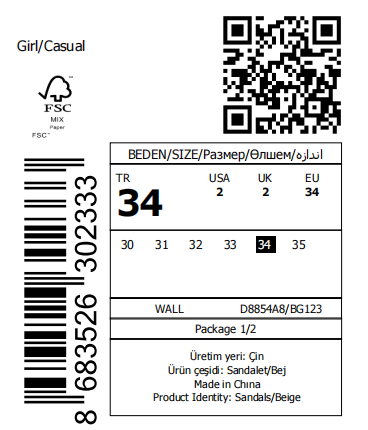 Girl/Casual
FSC
MIX
Paper
FSC™
BEDEN/SIZE/Размер/Өлшем/اندازه
TR USA UK EU
34 2 2 34
30 31 32 33 34 35
WALL D8854A8/BG123
Package 1/2
Üretim yeri: Çin
Ürün çeşidi: Sandalet/Bej
Made in China
Product Identity: Sandals/Beige
8 683526 302333